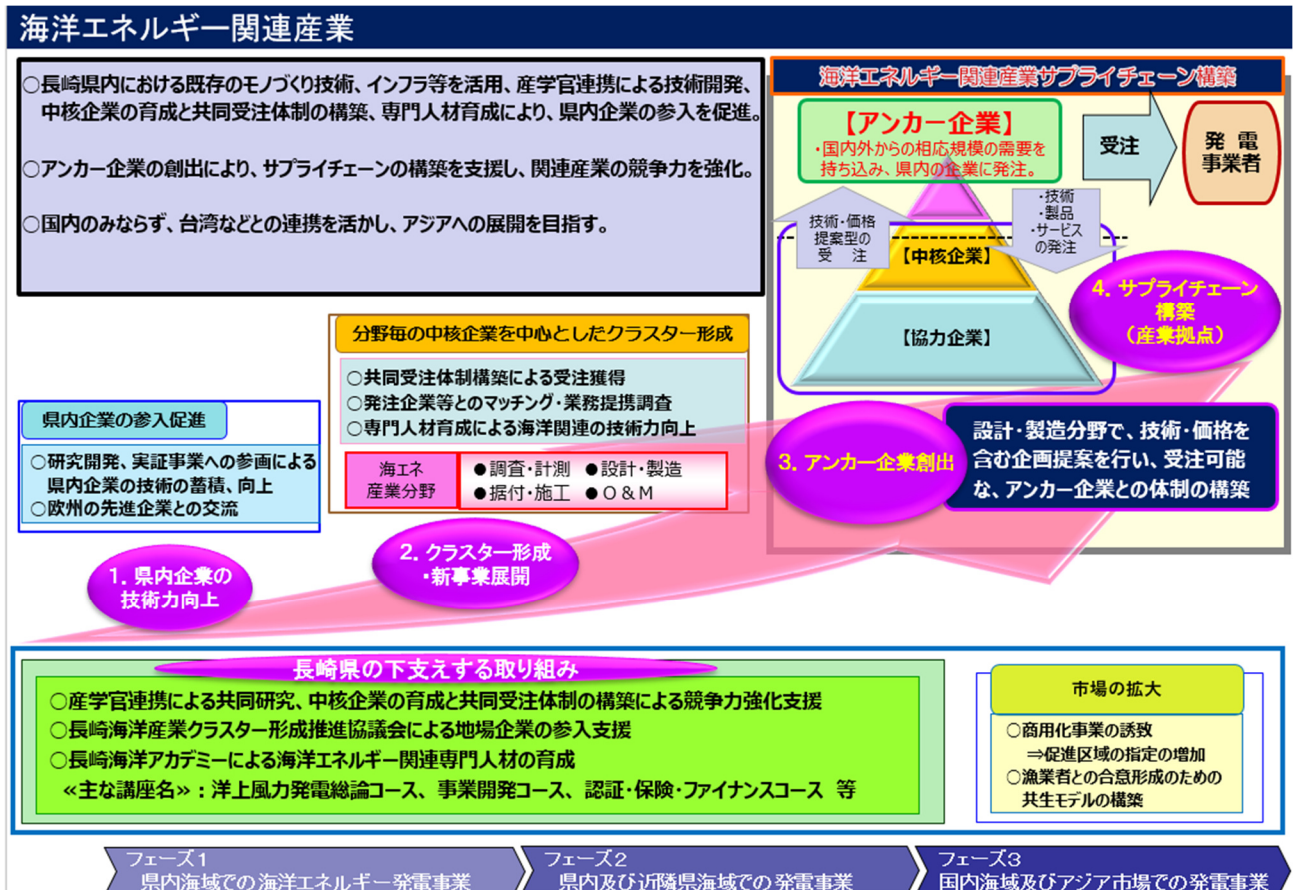 海洋エネルギー関連産業
○長崎県内における既存のモノづくり技術、インフラ等を活用、産学官連携による技術開発、
中核企業の育成と共同受注体制の構築、専門人材育成により、県内企業の参入を促進。
○アンカー企業の創出により、サプライチェーンの構築を支援し、関連産業の競争力を強化。
○国内のみならず、台湾などとの連携を活かし、アジアへの展開を目指す。
海洋エネルギー関連産業サプライチェーン構築
【アンカー企業】
・国内外からの相応規模の需要を
持ち込み、県内の企業に発注。
受注
発 電
事業者
技術・価格
提案型の
受 注
・技術
・製品
・サービス
の発注
【中核企業】
【協力企業】
4. サプライチェーン
構築
（産業拠点）
分野毎の中核企業を中心としたクラスター形成
○共同受注体制構築による受注獲得
○発注企業等とのマッチング・業務提携調査
○専門人材育成による海洋関連の技術力向上
海エネ
産業分野
●調査・計測 ●設計・製造
●据付・施工 ●O＆M
県内企業の参入促進
○研究開発、実証事業への参画による
県内企業の技術の蓄積、向上
○欧州の先進企業との交流
3. アンカー企業創出
設計・製造分野で、技術・価格を
含む企画提案を行い、受注可能
な、アンカー企業との体制の構築
2. クラスター形成
・新事業展開
1. 県内企業の
技術力向上
長崎県の下支えする取り組み
○産学官連携による共同研究、中核企業の育成と共同受注体制の構築による競争力強化支援
○長崎海洋産業クラスター形成推進協議会による地場企業の参入支援
○長崎海洋アカデミーによる海洋エネルギー関連専門人材の育成
≪主な講座名≫：洋上風力発電総論コース、事業開発コース、認証・保険・ファイナンスコース 等
市場の拡大
○商用化事業の誘致
⇒促進区域の指定の増加
○漁業者との合意形成のための
共生モデルの構築
フェーズ1
県内海域での海洋エネルギー発電事業
フェーズ2
県内及び近隣県海域での発電事業
フェーズ3
国内海域及びアジア市場での発電事業